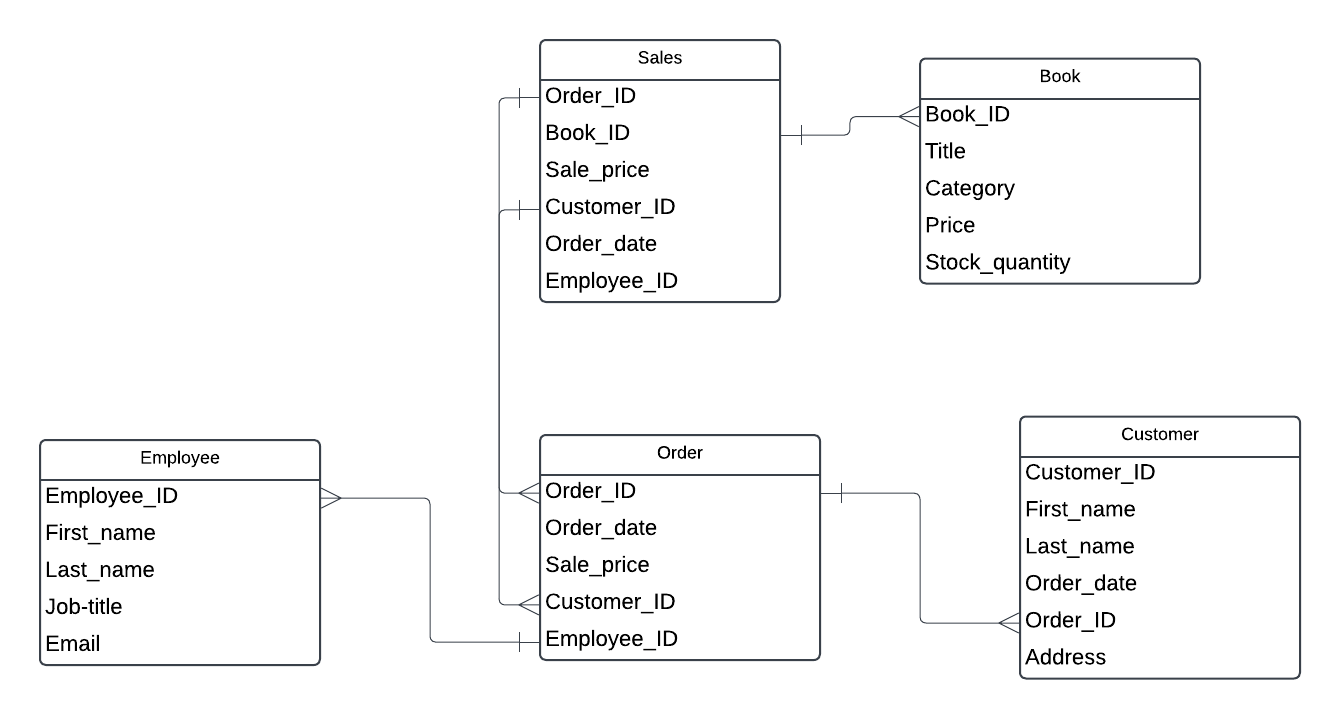 Sales
Order_ID
Book_ID
Sale_price
Customer_ID
Order_date
Employee_ID
Book
Book_ID
Title
Category
Price
Stock_quantity
Employee
Employee_ID
First_name
Last_name
Job-title
Email
Order
Order_ID
Order_date
Sale_price
Customer_ID
Employee_ID
Customer
Customer_ID
First_name
Last_name
Order_date
Order_ID
Address